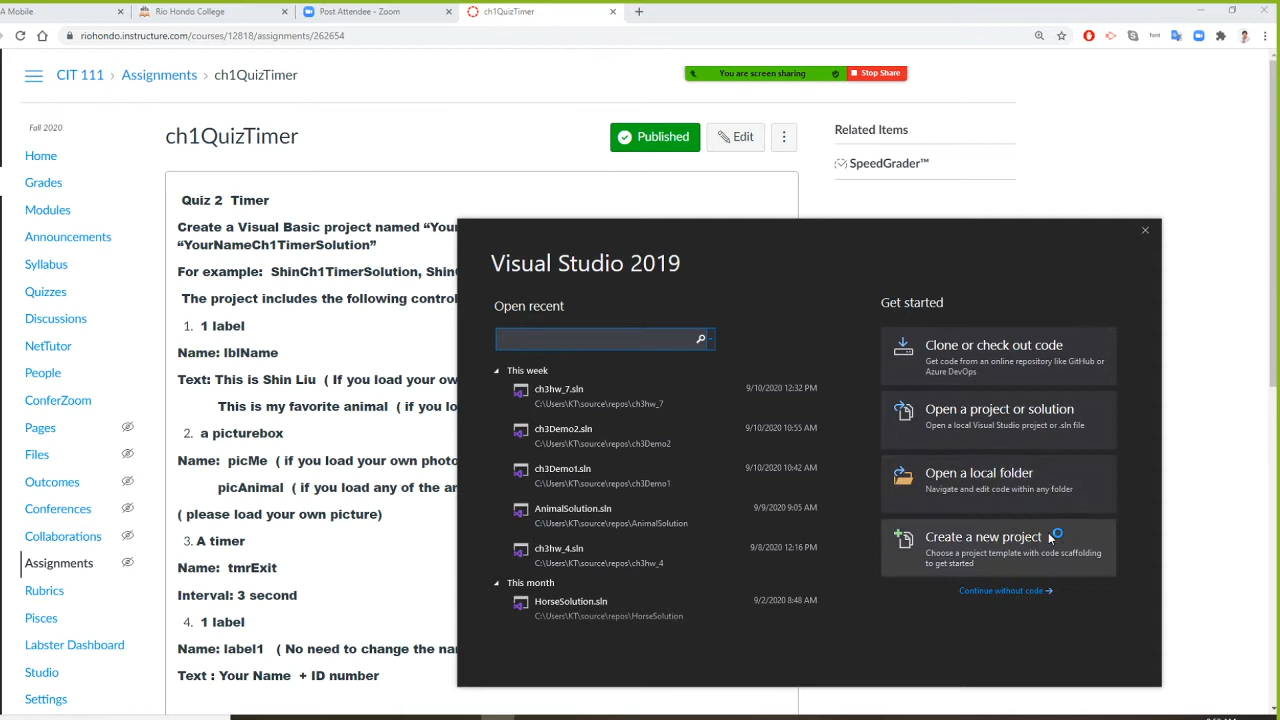 A Mobile
Rio Hondo College
Post Attendee - Zoom
ch1QuizTimer
riohondo.instructure.com/courses/12818/assignments/262654
CIT 111 > Assignments > ch1QuizTimer
You are screen sharing
Stop Share
Fall 2020
Home
Grades
Modules
Announcements
Syllabus
Quizzes
Discussions
NetTutor
People
ConferZoom
Pages
Files
Outcomes
Conferences
Collaborations
Assignments
Rubrics
Pisces
Labster Dashboard
Studio
Settings
ch1QuizTimer
Published
Edit
Related Items
SpeedGrader™
Quiz 2 Timer
Create a Visual Basic project named “You
“YourNameCh1TimerSolution”
For example: ShinCh1TimerSolution, Shin
The project includes the following contro
1. 1 label
Name: lblName
Text: This is Shin Liu ( If you load your ow
This is my favorite animal ( if you lo
2. a picturebox
Name: picMe ( if you load your own photo
picAnimal ( if you load any of the an
( please load your own picture)
3. A timer
Name: tmrExit
Interval: 3 second
4. 1 label
Name: label1 ( No need to change the nam
Text : Your Name + ID number
Visual Studio 2019
Open recent
This week
ch3hw_7.sln
9/10/2020 12:32 PM
C:\Users\KT\source\repos\ch3hw_7
ch3Demo2.sln
9/10/2020 10:55 AM
C:\Users\KT\source\repos\ch3Demo2
ch3Demo1.sln
9/10/2020 10:42 AM
C:\Users\KT\source\repos\ch3Demo1
AnimalSolution.sln
9/9/2020 9:05 AM
C:\Users\KT\source\repos\AnimalSolution
ch3hw_4.sln
9/8/2020 12:16 PM
C:\Users\KT\source\repos\ch3hw_4
This month
HorseSolution.sln
9/2/2020 8:48 AM
C:\Users\KT\source\repos\HorseSolution
Get started
Clone or check out code
Get code from an online repository like GitHub or
Azure DevOps
Open a project or solution
Open a local Visual Studio project or .sln file
Open a local folder
Navigate and edit code within any folder
Create a new project
Choose a project template with code scaffolding
to get started
Continue without code →